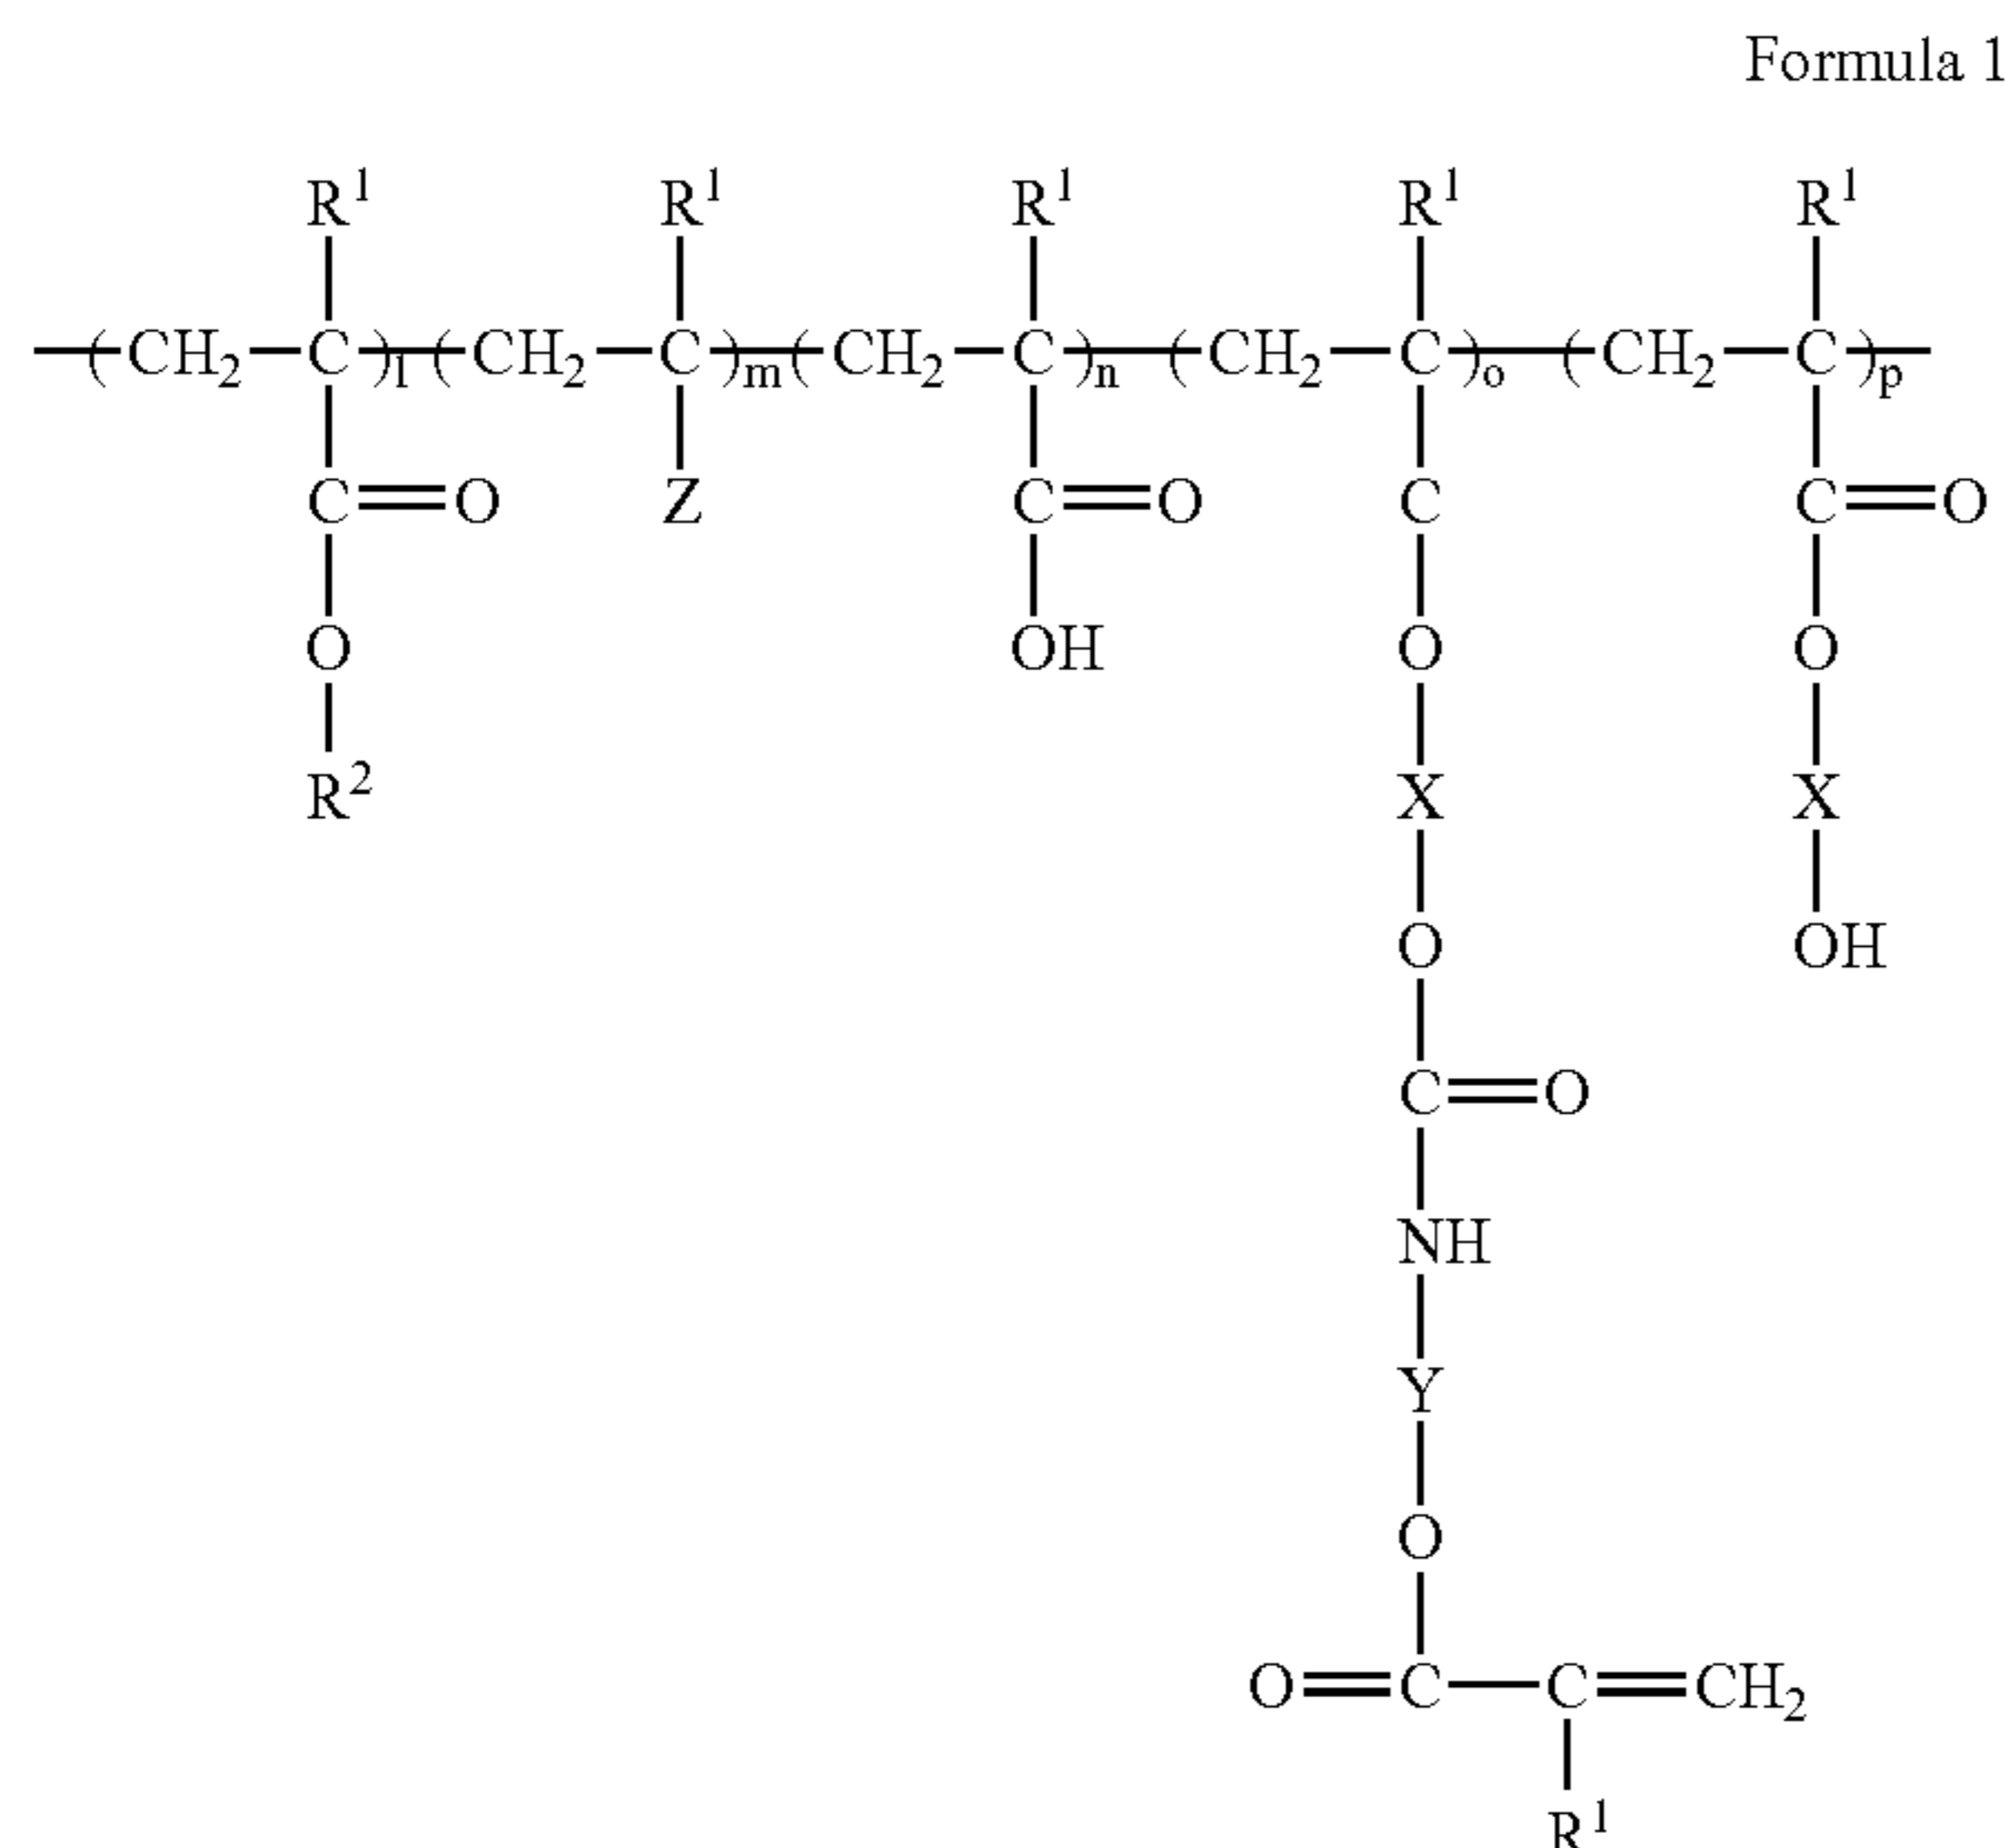 Formula 1
R¹ R¹ R¹ R¹ R¹
(CH₂ C)l (CH₂ C)m (CH₂ C)n (CH₂ C)o (CH₂ C)p
C O Z C O C C O
O OH O O
R² X X
O OH
C O
NH
Y
O
O C C CH₂
R¹